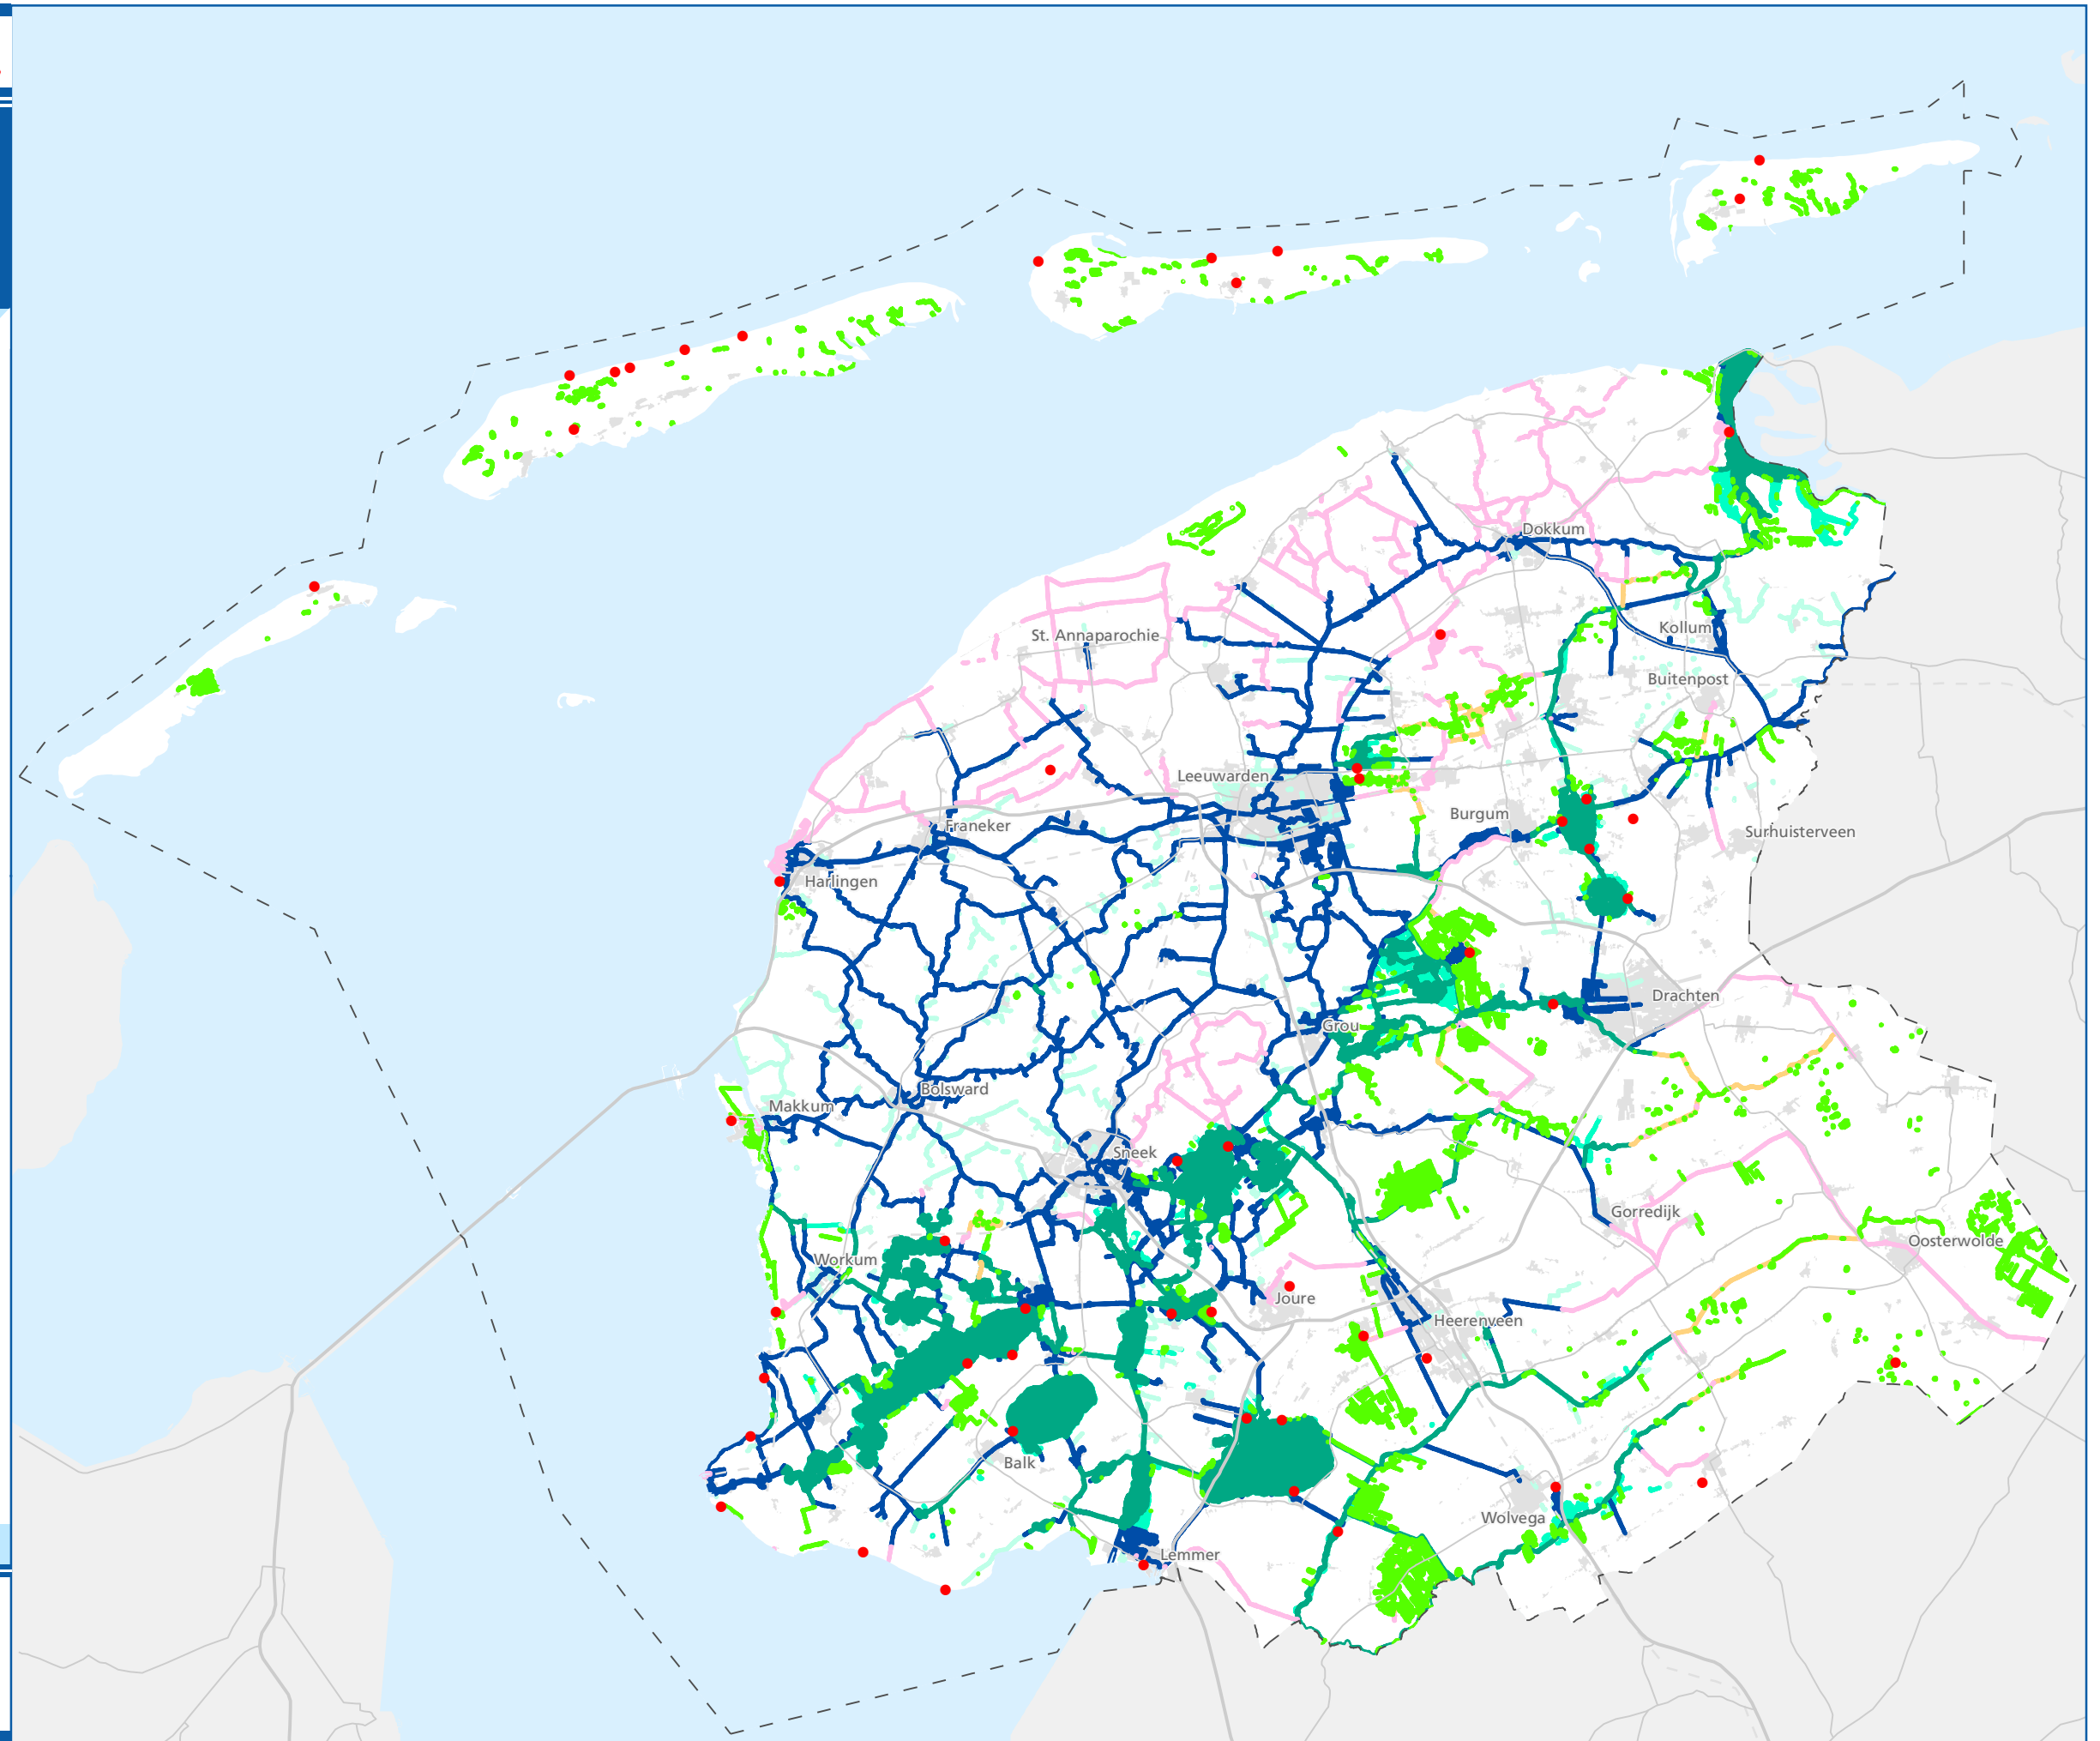 Dokkum
Kollum
St. Annaparochie
Buitenpost
Leeuwarden
Burgum
Franeker
Surhuisterveen
Harlingen
Drachten
Grou
Bolsward
Makkum
Sneek
Gorredijk
Oosterwolde
Workum
Joure
Heerenveen
Balk
Wolvega
Lemmer